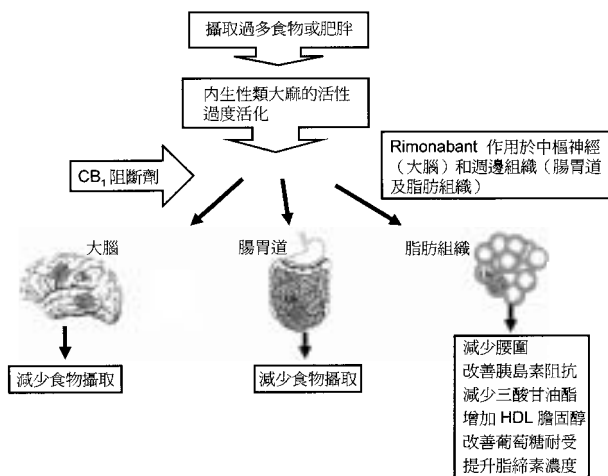 攝取過多食物或肥胖
内生性類大麻的活性
過度活化
CB₁阻斷劑
Rimonabant 作用於中樞神經
（大腦）和週邊組織（腸胃道
及脂肪組織）
大腦
腸胃道
脂肪組織
減少食物攝取
減少食物攝取
減少腰圍
改善胰島素阻抗
減少三酸甘油酯
增加 HDL 膽固醇
改善葡萄糖耐受
提升脂締素濃度